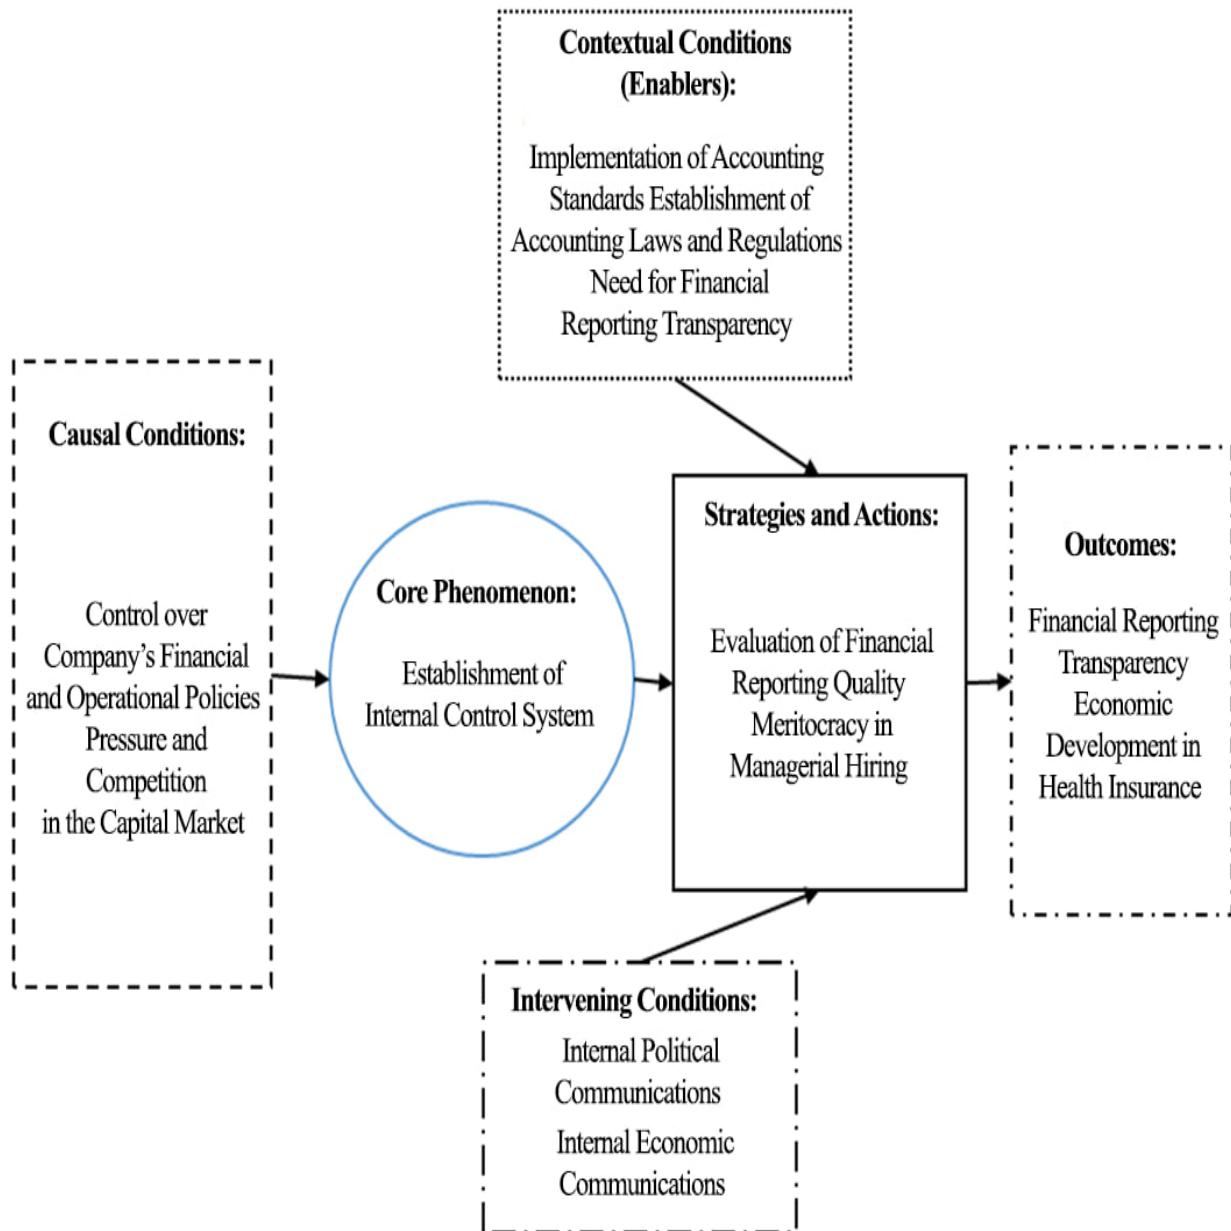 Contextual Conditions
(Enablers):
Implementation of Accounting
Standards Establishment of
Accounting Laws and Regulations
Need for Financial
Reporting Transparency
Causal Conditions:
Control over
Company's Financial
and Operational Policies
Pressure and
Competition
in the Capital Market
Core Phenomenon:
Establishment of
Internal Control System
Strategies and Actions:
Evaluation of Financial
Reporting Quality
Meritocracy in
Managerial Hiring
Outcomes:
Financial Reporting
Transparency
Economic
Development in
Health Insurance
Intervening Conditions:
Internal Political
Communications
Internal Economic
Communications